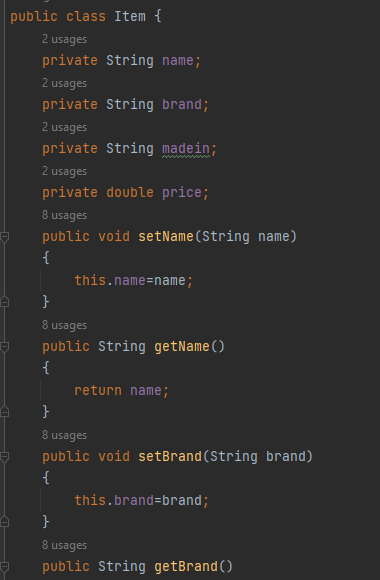 public class Item {
2 usages
private String name;
2 usages
private String brand;
2 usages
private String madein;
2 usages
private double price;
8 usages
public void setName(String name)
{
this.name=name;
}
8 usages
public String getName()
{
return name;
}
8 usages
public void setBrand(String brand)
{
this.brand=brand;
}
8 usages
public String getBrand()